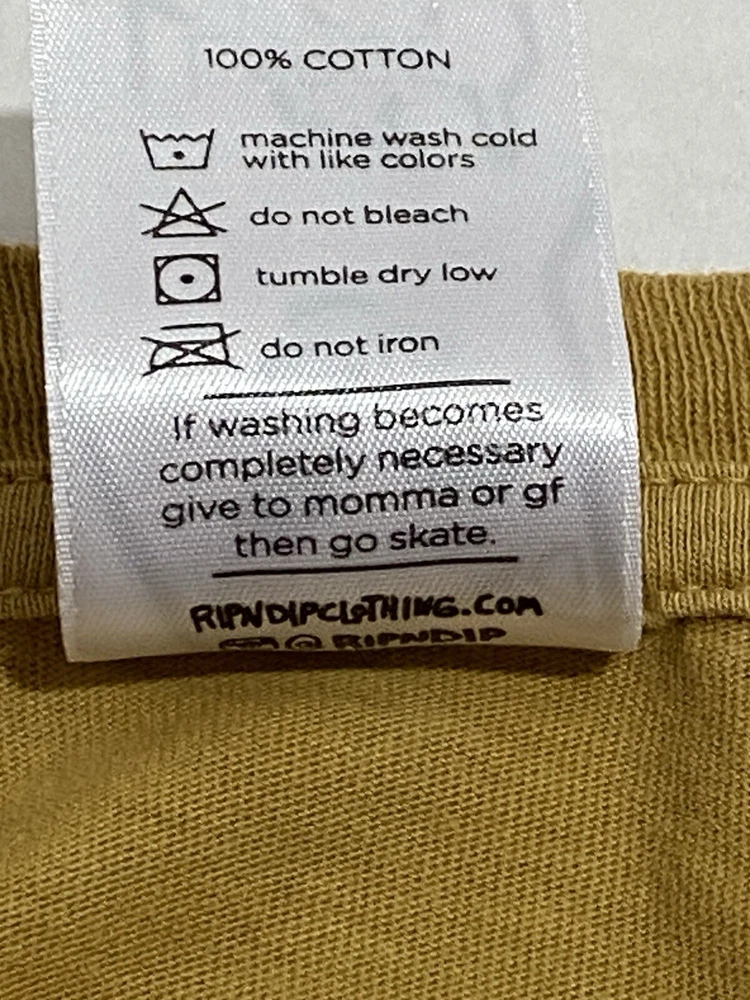 100% COTTON
machine wash cold
with like colors
do not bleach
tumble dry low
do not iron
If washing becomes
completely necessary
give to momma or gf
then go skate.
RIPNDIPCLOTHING.COM
@RIPNDIP